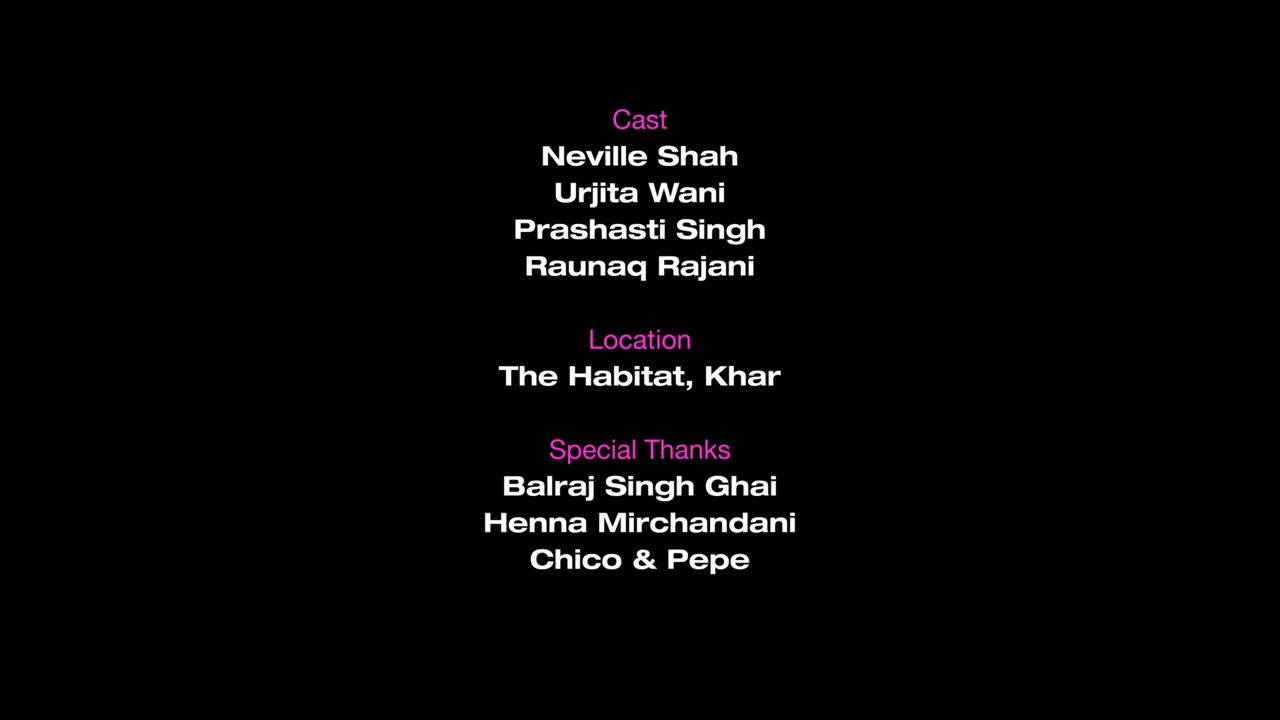 Cast
Neville Shah
Urjita Wani
Prashasti Singh
Raunaq Rajani
Location
The Habitat, Khar
Special Thanks
Balraj Singh Ghai
Henna Mirchandani
Chico & Pepe